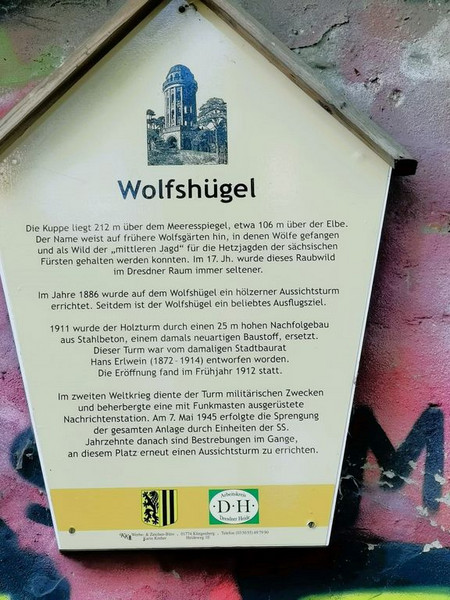 Wolfshügel
Die Kuppe liegt 212 m über dem Meeresspiegel, etwa 106 m über der Elbe.
Der Name weist auf frühere Wolfsgärten hin, in denen Wölfe gefangen
und als Wild der „mittleren Jagd“ für die Hetzjagden der sächsischen
Fürsten gehalten werden konnten. Im 17. Jh. wurde dieses Raubwild
im Dresdner Raum immer seltener.
Im Jahre 1886 wurde auf dem Wolfshügel ein hölzerner Aussichtsturm
errichtet. Seitdem ist der Wolfshügel ein beliebtes Ausflugsziel.
1911 wurde der Holzturm durch einen 25 m hohen Nachfolgebau
aus Stahlbeton, einem damals neuartigen Baustoff, ersetzt.
Dieser Turm war vom damaligen Stadtbaurat
Hans Erlwein (1872 - 1914) entworfen worden.
Die Eröffnung fand im Frühjahr 1912 statt.
Im zweiten Weltkrieg diente der Turm militärischen Zwecken
und beherbergte eine mit Funkmasten ausgerüstete
Nachrichtenstation. Am 7. Mai 1945 erfolgte die Sprengung
der gesamten Anlage durch Einheiten der SS.
Jahrzehnte danach sind Bestrebungen im Gange,
an diesem Platz erneut einen Aussichtsturm zu errichten.
Arbeitskreis
·D·H·
Dresdner Heide